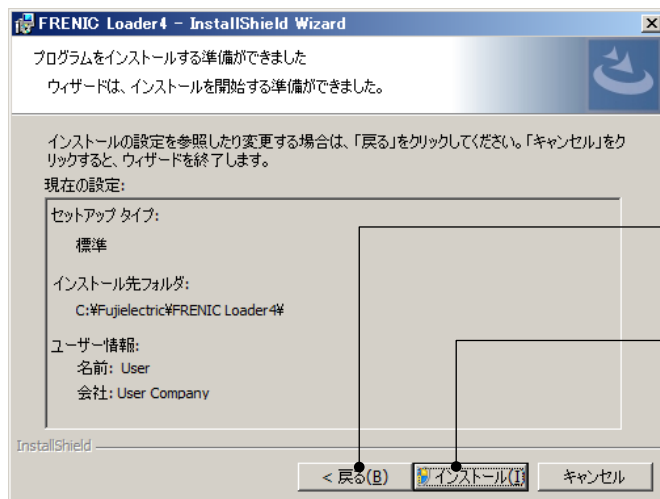 FRENIC Loader4 - InstallShield Wizard
プログラムをインストールする準備ができました
ウィザードは、インストールを開始する準備ができました。
インストールの設定を参照したり変更する場合は、「戻る」をクリックしてください。「キャンセル」をク
リックすると、ウィザードを終了します。
現在の設定:
セットアップ タイプ:
標準
インストール先フォルダ:
C:¥Fujielectric¥FRENIC Loader4¥
ユーザー情報:
名前: User
会社: User Company
InstallShield
< 戻る(B) インストール(I) キャンセル